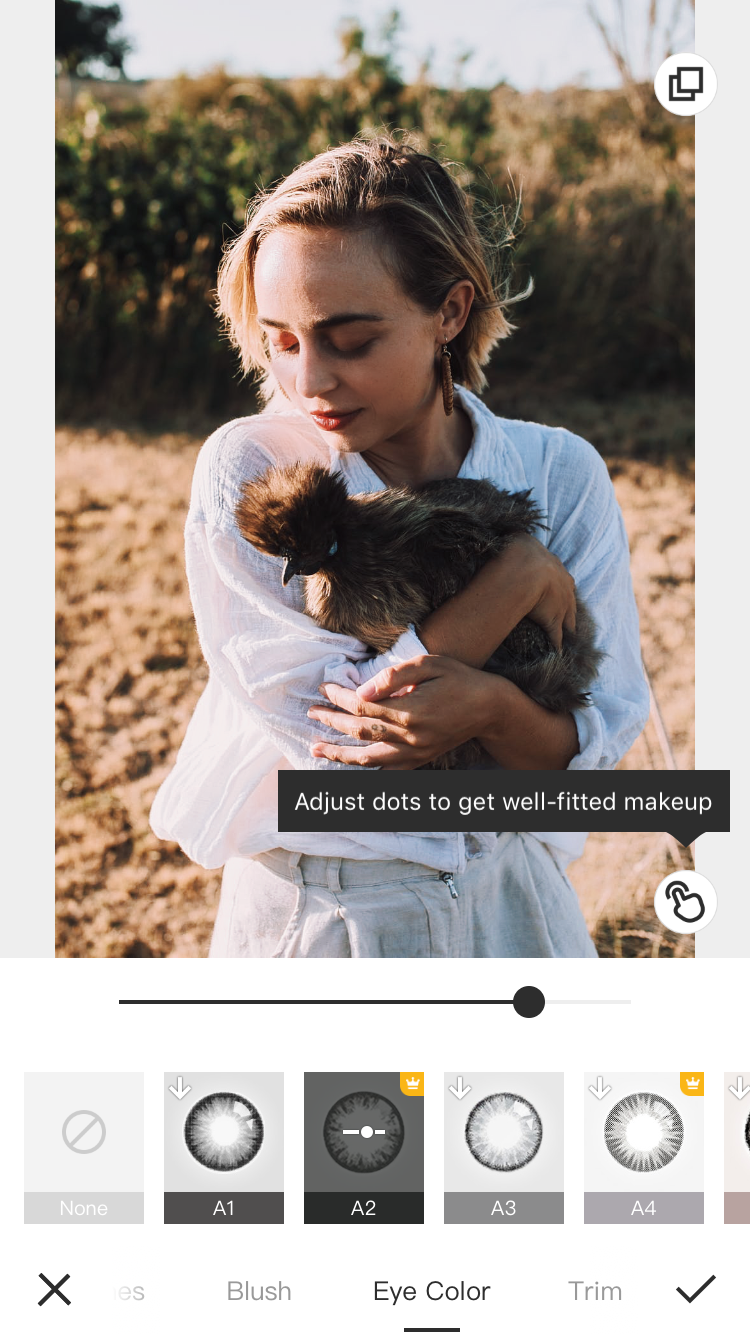 Adjust dots to get well-fitted makeup
None
A1
A2
A3
A4
es
Blush
Eye Color
Trim